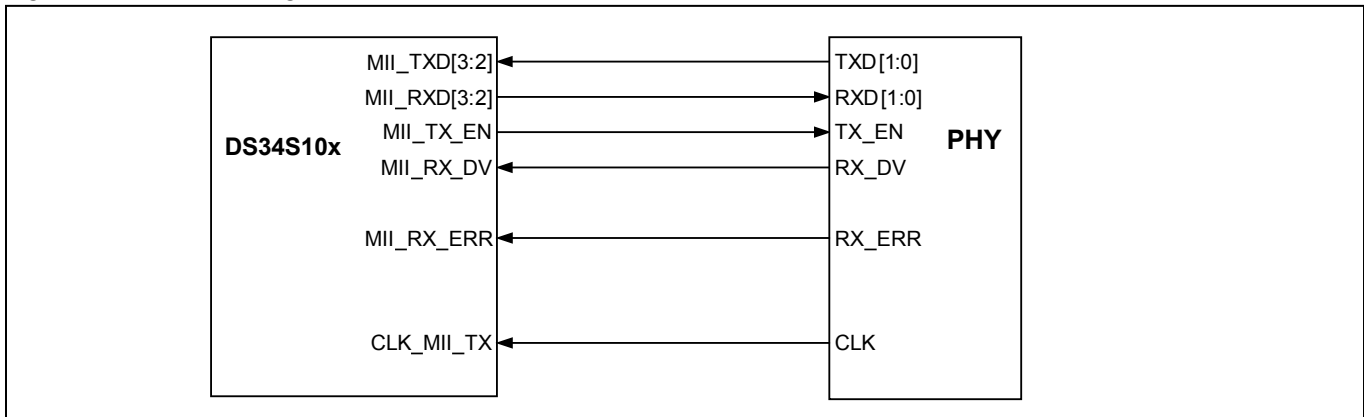 MII_TXD[3:2]
TXD[1:0]
MII_RXD[3:2]
RXD[1:0]
MII_TX_EN
TX_EN
DS34S10x
PHY
MII_RX_DV
RX_DV
MII_RX_ERR
RX_ERR
CLK_MII_TX
CLK